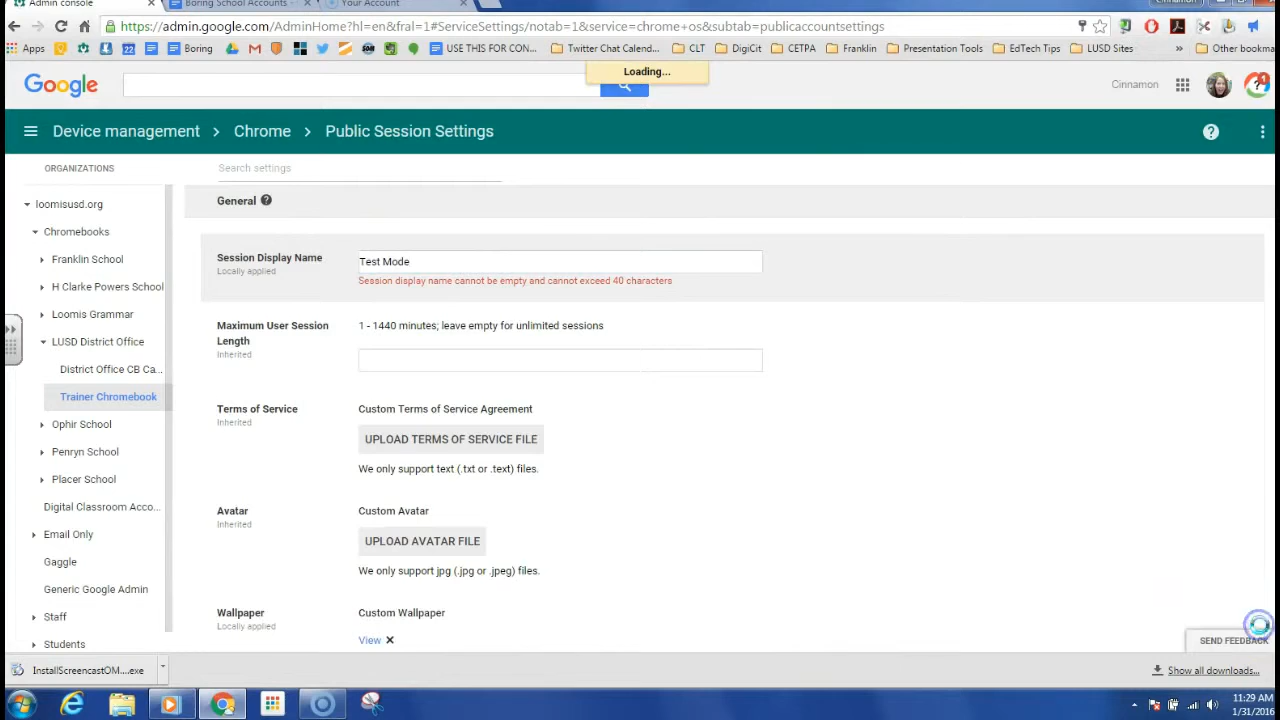 Admin console
Boring School Accounts
Your Account
Cinnamon
https://admin.google.com/AdminHome?hl=en&fral=1#ServiceSettings/notab=1&service=chrome+os&subtab=publicaccountsettings
Apps
22
Boring
USE THIS FOR CON...
Twitter Chat Calend...
CLT
DigiCit
CETPA
Franklin
Presentation Tools
EdTech Tips
LUSD Sites
»
Other bookma
Loading...
Google
Cinnamon
Device management > Chrome > Public Session Settings
ORGANIZATIONS
Search settings
loomisusd.org
Chromebooks
Franklin School
H Clarke Powers School
Loomis Grammar
LUSD District Office
District Office CB Ca...
Trainer Chromebook
Ophir School
Penryn School
Placer School
Digital Classroom Acco...
Email Only
Gaggle
Generic Google Admin
Staff
Students
General
Session Display Name
Locally applied
Test Mode
Session display name cannot be empty and cannot exceed 40 characters
Maximum User Session
Length
Inherited
1 - 1440 minutes; leave empty for unlimited sessions
Terms of Service
Inherited
Custom Terms of Service Agreement
UPLOAD TERMS OF SERVICE FILE
We only support text (.txt or .text) files.
Avatar
Inherited
Custom Avatar
UPLOAD AVATAR FILE
We only support jpg (.jpg or .jpeg) files.
Wallpaper
Locally applied
Custom Wallpaper
View
SEND FEEDBACK
InstallScreencastOM....exe
Show all downloads...
11:29 AM
1/31/2016